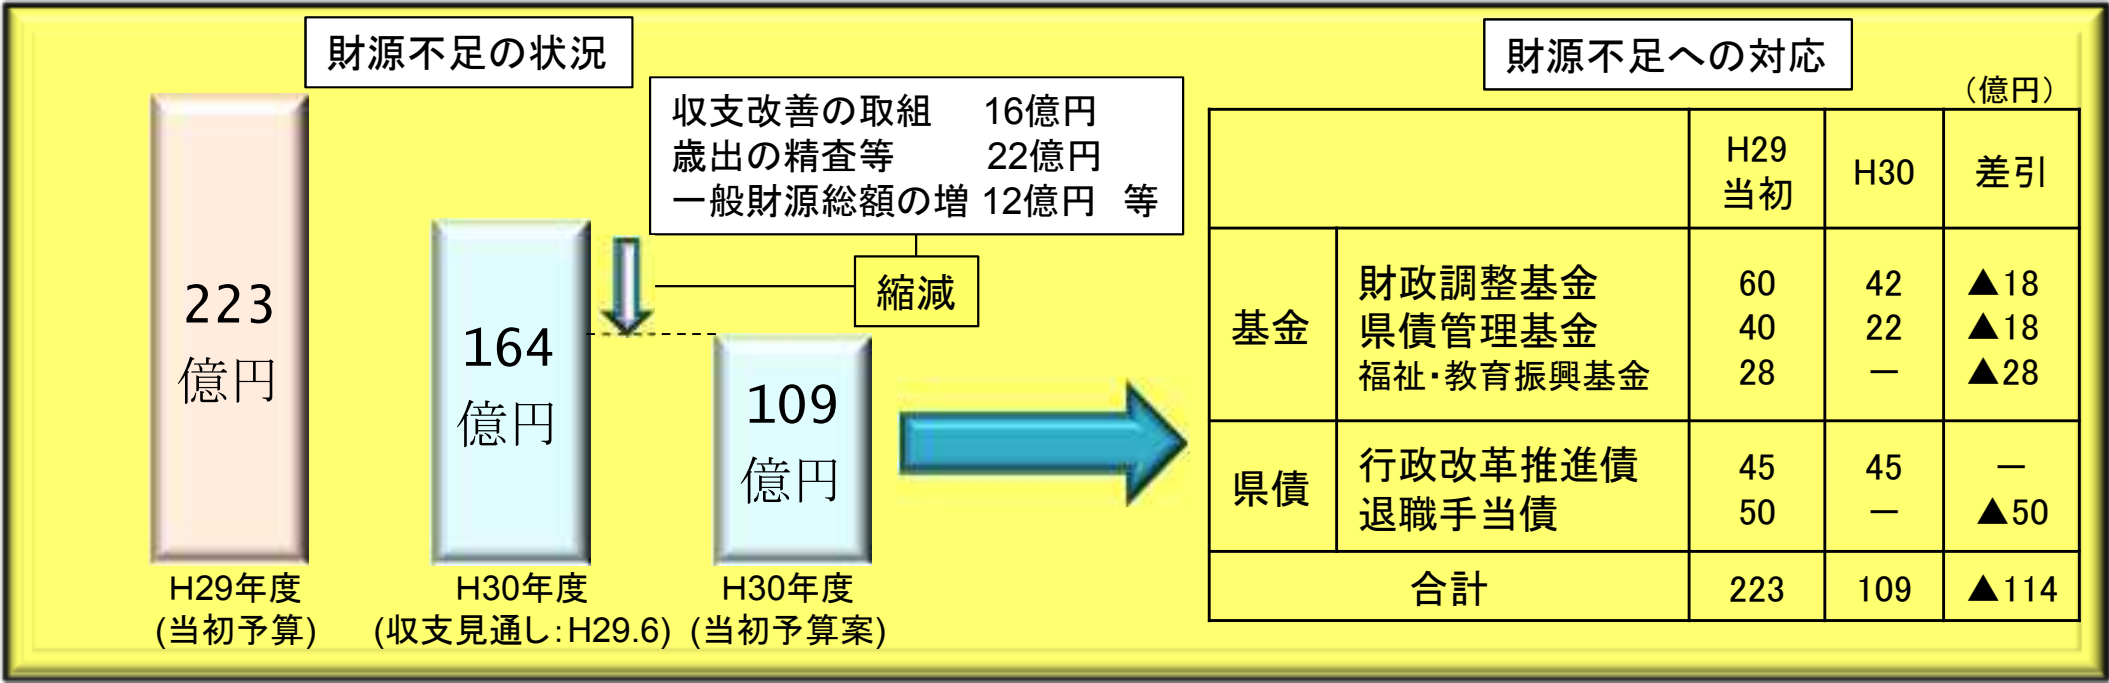 財源不足の状況
収支改善の取組 16億円
歳出の精査等 22億円
一般財源総額の増 12億円 等
縮減
223
億円
164
億円
109
億円
H29年度
(当初予算)
H30年度
(収支見通し:H29.6)
H30年度
(当初予算案)
財源不足への対応
(億円)
H29
当初
H30
差引
基金
財政調整基金 60 42 ▲18
県債管理基金 40 22 ▲18
福祉・教育振興基金 28 － ▲28
県債
行政改革推進債 45 45 －
退職手当債 50 － ▲50
合計 223 109 ▲114